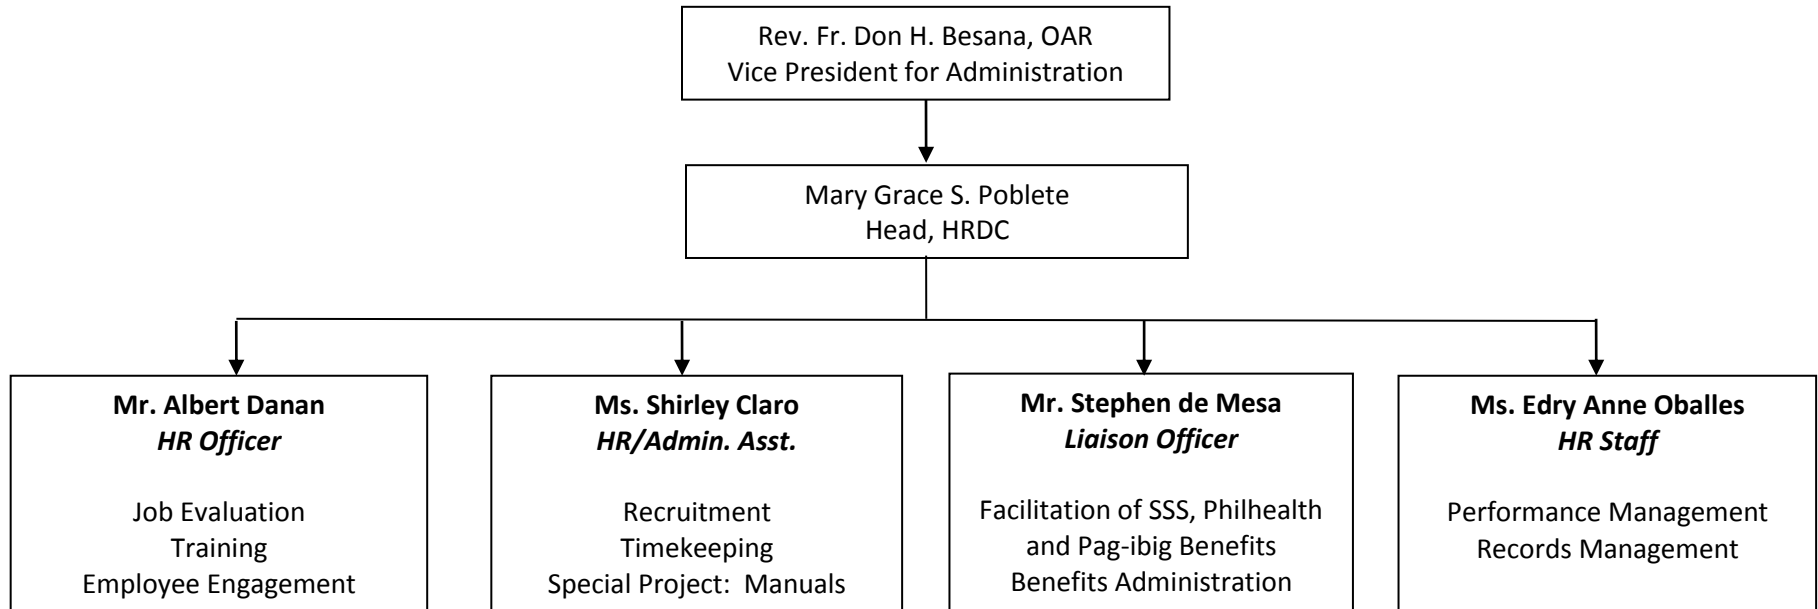 Rev. Fr. Don H. Besana, OAR
Vice President for Administration
Mary Grace S. Poblete
Head, HRDC
Mr. Albert Danan
HR Officer
Job Evaluation
Training
Employee Engagement
Ms. Shirley Claro
HR/Admin. Asst.
Recruitment
Timekeeping
Special Project: Manuals
Mr. Stephen de Mesa
Liaison Officer
Facilitation of SSS, Philhealth
and Pag-ibig Benefits
Benefits Administration
Ms. Edry Anne Oballes
HR Staff
Performance Management
Records Management